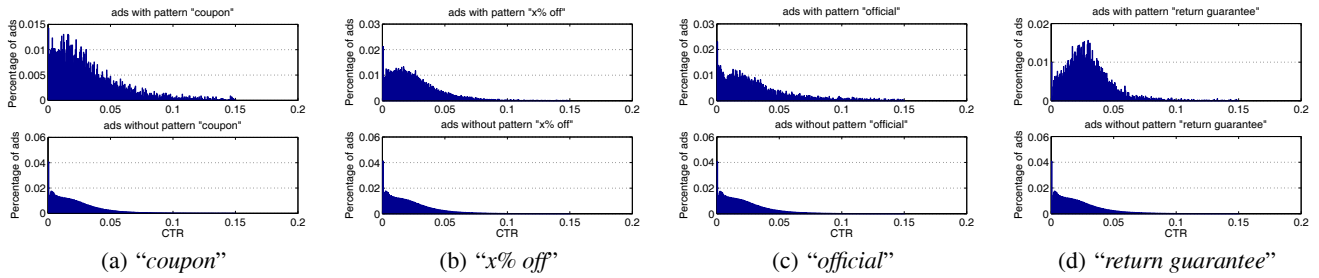 ads with pattern "coupon"
Percentage of ads
0.015
0.01
0.005
0
0 0.05 0.1 0.15 0.2
ads without pattern "coupon"
Percentage of ads
0.06
0.04
0.02
0
0 0.05 0.1 0.15 0.2
CTR
(a) “coupon”
ads with pattern "x% off"
Percentage of ads
0.03
0.02
0.01
0
0 0.05 0.1 0.15 0.2
ads without pattern "x% off"
Percentage of ads
0.06
0.04
0.02
0
0 0.05 0.1 0.15 0.2
CTR
(b) “x% off”
ads with pattern "official"
Percentage of ads
0.03
0.02
0.01
0
0 0.05 0.1 0.15 0.2
ads without pattern "official"
Percentage of ads
0.06
0.04
0.02
0
0 0.05 0.1 0.15 0.2
CTR
(c) “official”
ads with pattern "return guarantee"
Percentage of ads
0.02
0.01
0
0 0.05 0.1 0.15 0.2
ads without pattern "return guarantee"
Percentage of ads
0.06
0.04
0.02
0
0 0.05 0.1 0.15 0.2
CTR
(d) “return guarantee”